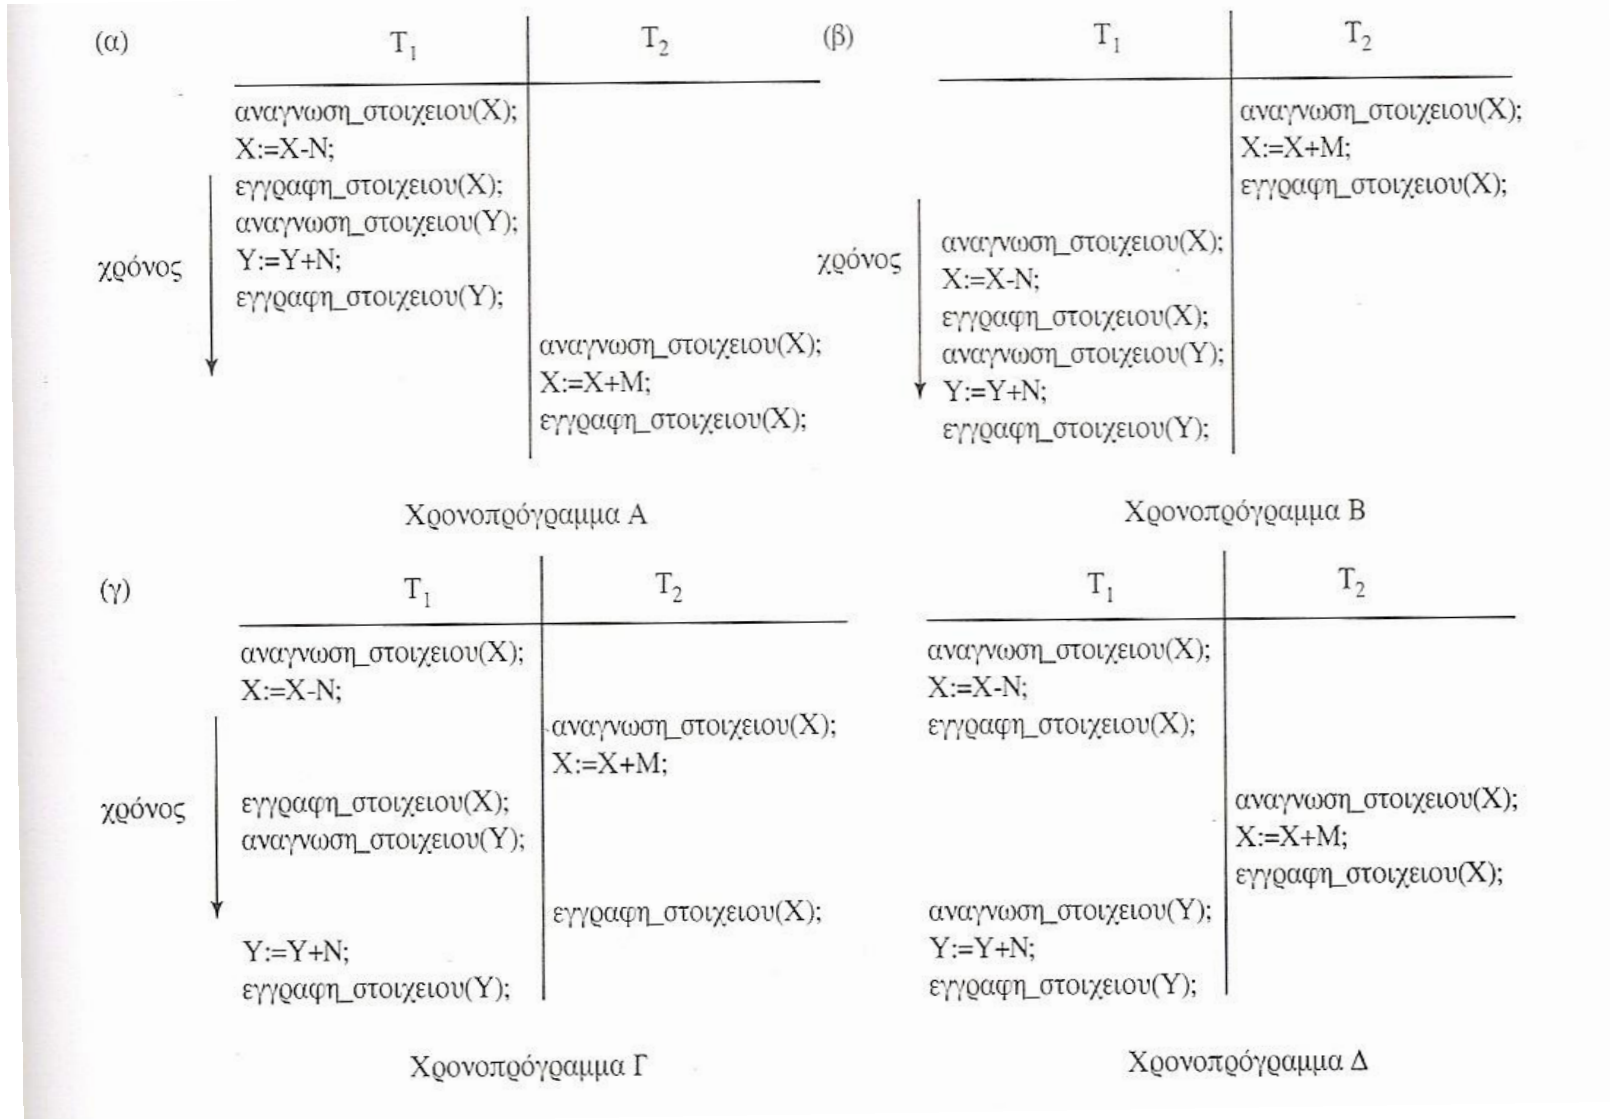 (α)
T1
T2
αναγνωση_στοιχειου(X);
X:=X-N;
εγγραφη_στοιχειου(X);
αναγνωση_στοιχειου(Y);
Y:=Y+N;
εγγραφη_στοιχειου(Y);
αναγνωση_στοιχειου(X);
X:=X+M;
εγγραφη_στοιχειου(X);
χρόνος
Χρονοπρόγραμμα Α
(β)
T1
T2
αναγνωση_στοιχειου(X);
X:=X+M;
εγγραφη_στοιχειου(X);
αναγνωση_στοιχειου(X);
X:=X-N;
εγγραφη_στοιχειου(X);
αναγνωση_στοιχειου(Y);
Y:=Y+N;
εγγραφη_στοιχειου(Y);
χρόνος
Χρονοπρόγραμμα Β
(γ)
T1
T2
αναγνωση_στοιχειου(X);
X:=X-N;
αναγνωση_στοιχειου(X);
X:=X+M;
εγγραφη_στοιχειου(X);
αναγνωση_στοιχειου(Y);
εγγραφη_στοιχειου(X);
Y:=Y+N;
εγγραφη_στοιχειου(Y);
χρόνος
Χρονοπρόγραμμα Γ
T1
T2
αναγνωση_στοιχειου(X);
X:=X-N;
εγγραφη_στοιχειου(X);
αναγνωση_στοιχειου(X);
X:=X+M;
εγγραφη_στοιχειου(X);
αναγνωση_στοιχειου(Y);
Y:=Y+N;
εγγραφη_στοιχειου(Y);
Χρονοπρόγραμμα Δ